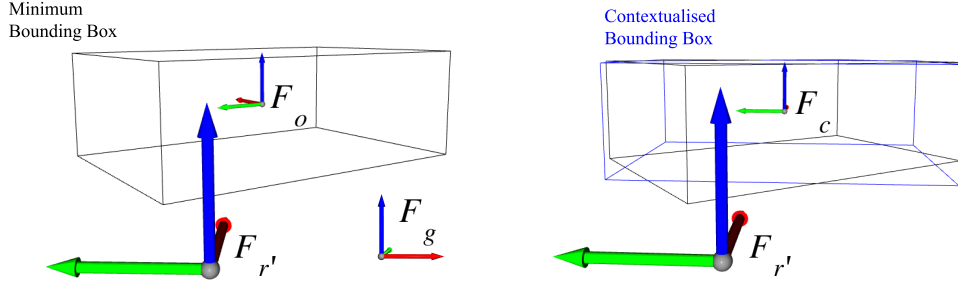 Minimum
Bounding Box
F o
F r'
F g
Contextualised
Bounding Box
F c
F r'